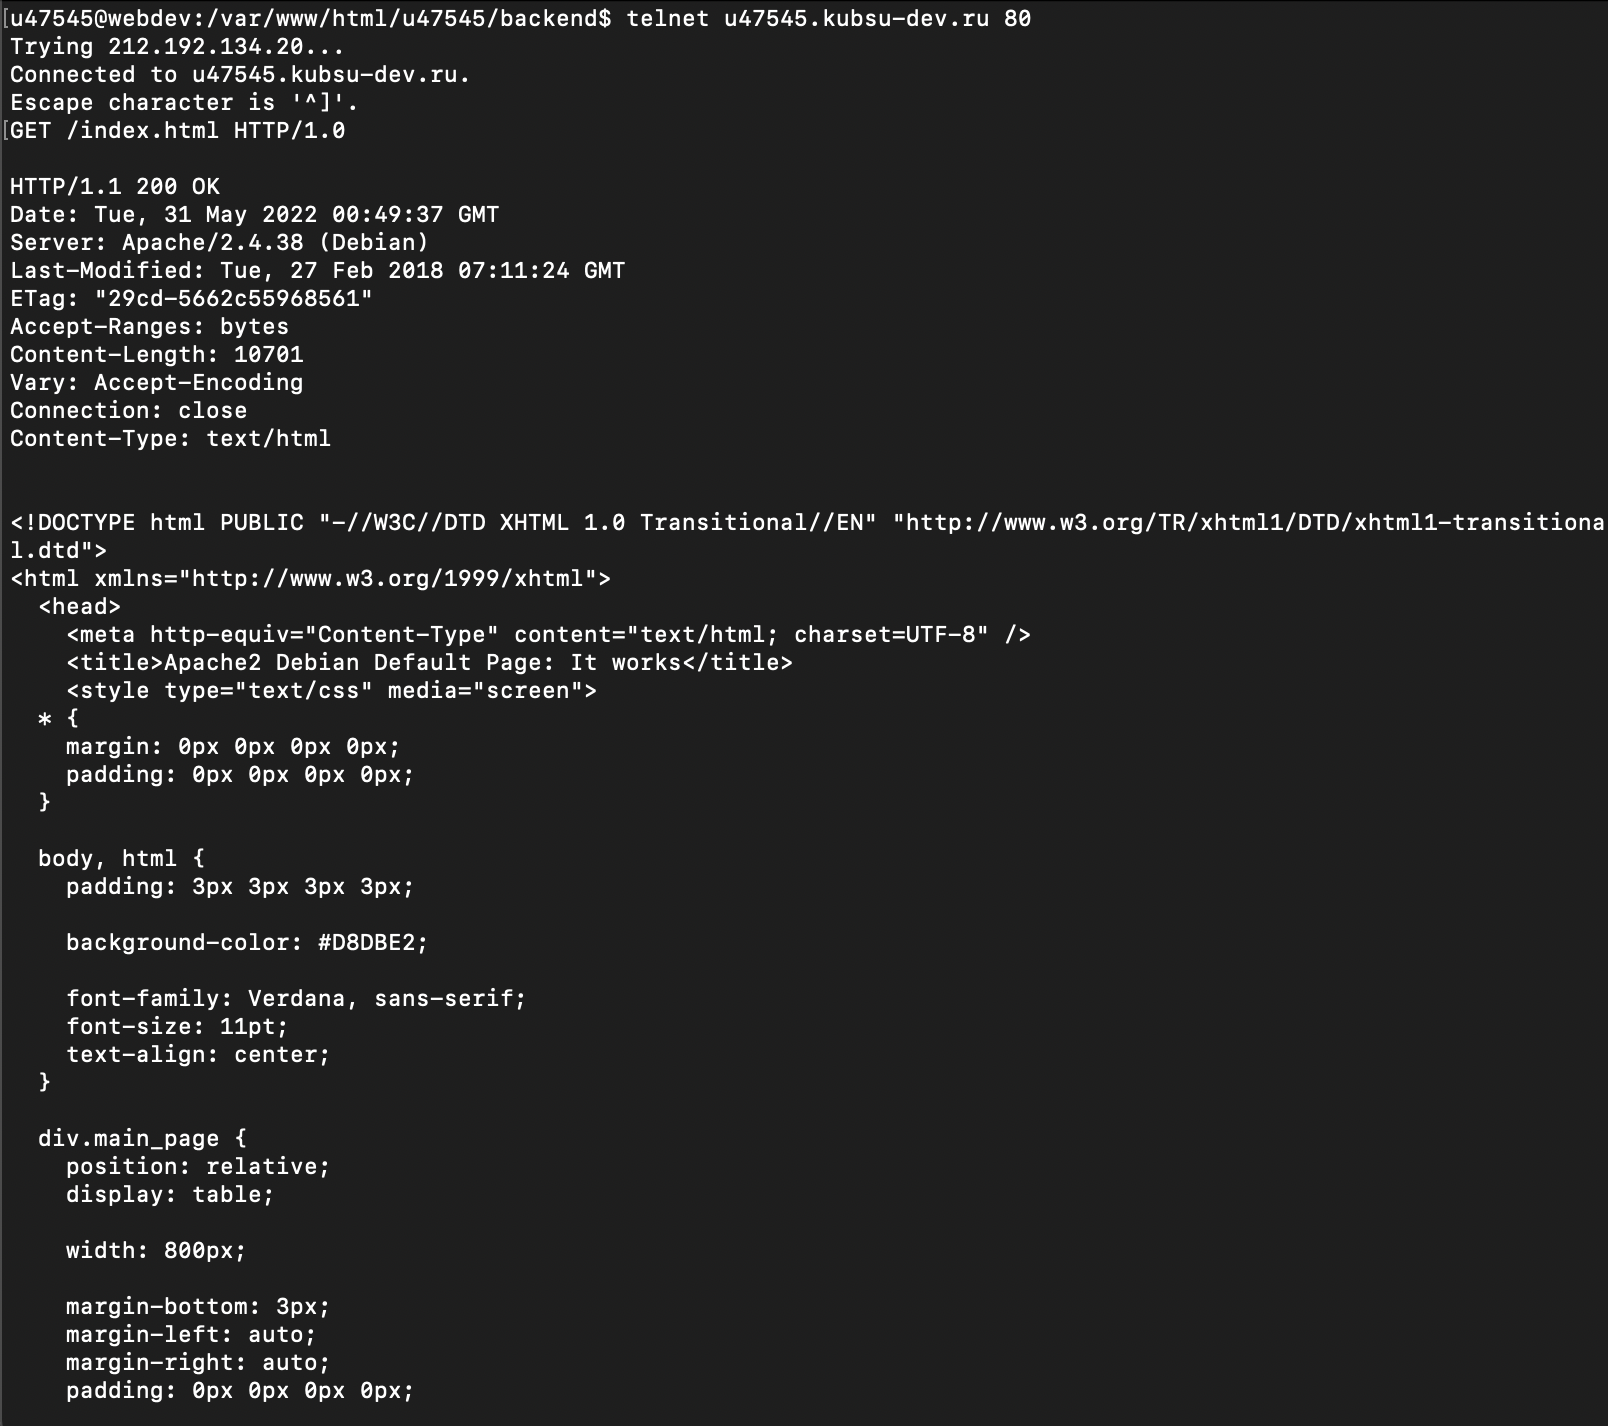 [u47545@webdev:/var/www/html/u47545/backend$ telnet u47545.kubsu-dev.ru 80
Trying 212.192.134.20...
Connected to u47545.kubsu-dev.ru.
Escape character is '^]'.
[GET /index.html HTTP/1.0

HTTP/1.1 200 OK
Date: Tue, 31 May 2022 00:49:37 GMT
Server: Apache/2.4.38 (Debian)
Last-Modified: Tue, 27 Feb 2018 07:11:24 GMT
ETag: "29cd-5662c55968561"
Accept-Ranges: bytes
Content-Length: 10701
Vary: Accept-Encoding
Connection: close
Content-Type: text/html


<!DOCTYPE html PUBLIC "-//W3C//DTD XHTML 1.0 Transitional//EN" "http://www.w3.org/TR/xhtml1/DTD/xhtml1-transitiona
l.dtd">
<html xmlns="http://www.w3.org/1999/xhtml">
  <head>
    <meta http-equiv="Content-Type" content="text/html; charset=UTF-8" />
    <title>Apache2 Debian Default Page: It works</title>
    <style type="text/css" media="screen">
  * {
    margin: 0px 0px 0px 0px;
    padding: 0px 0px 0px 0px;
  }

  body, html {
    padding: 3px 3px 3px 3px;

    background-color: #D8DBE2;

    font-family: Verdana, sans-serif;
    font-size: 11pt;
    text-align: center;
  }

  div.main_page {
    position: relative;
    display: table;

    width: 800px;

    margin-bottom: 3px;
    margin-left: auto;
    margin-right: auto;
    padding: 0px 0px 0px 0px;